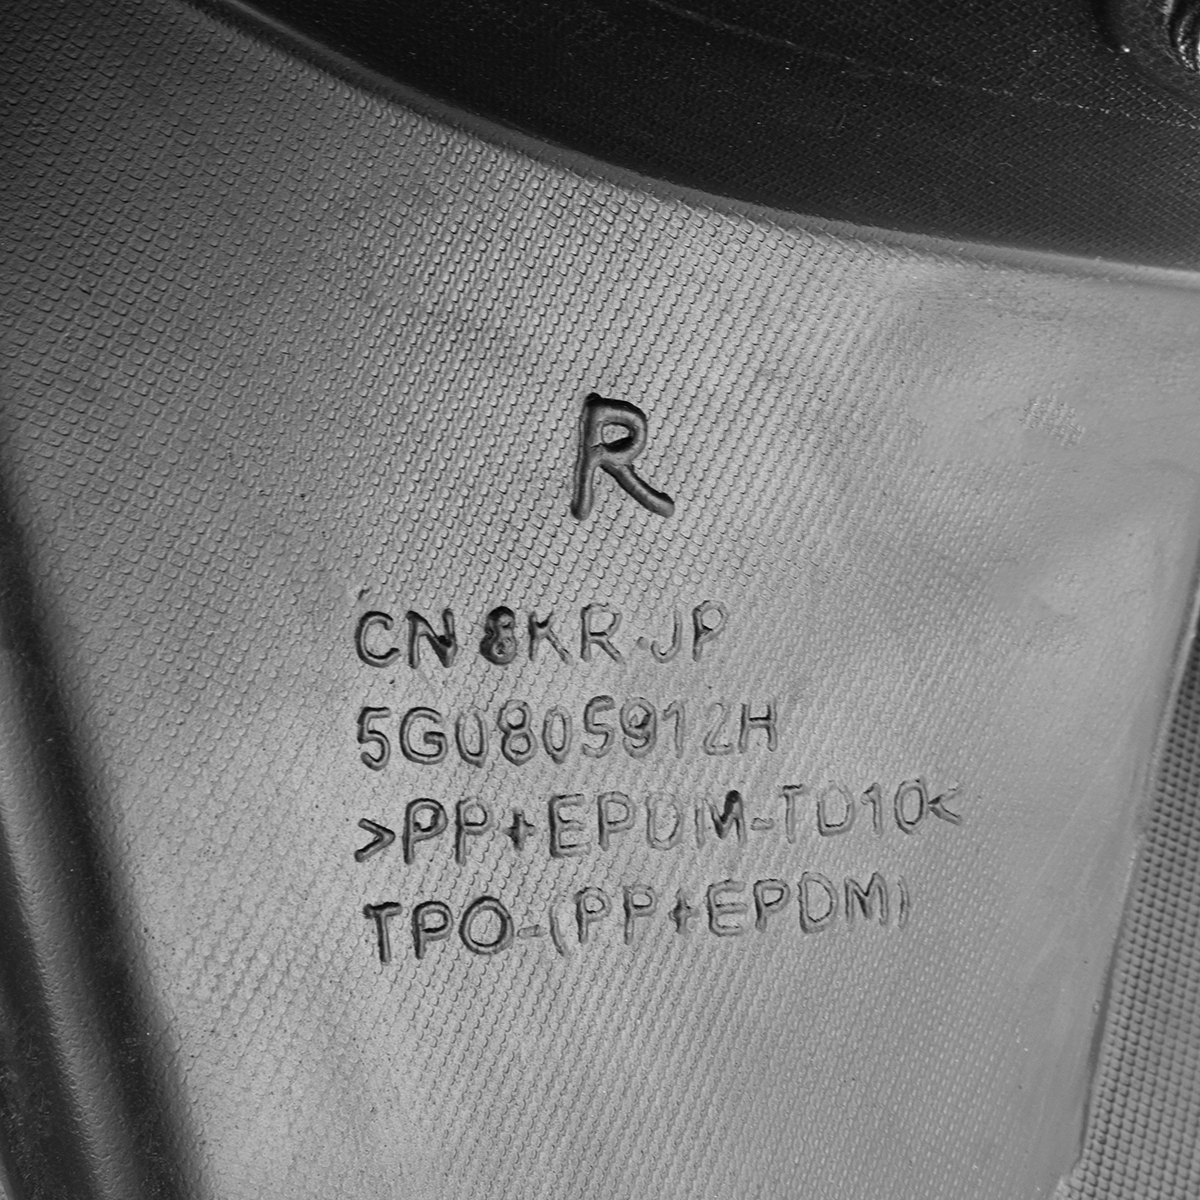 R
CN 8KR JP
5G0805912H
>PP+EPDM-TD10<
TPO-(PP+EPDM)